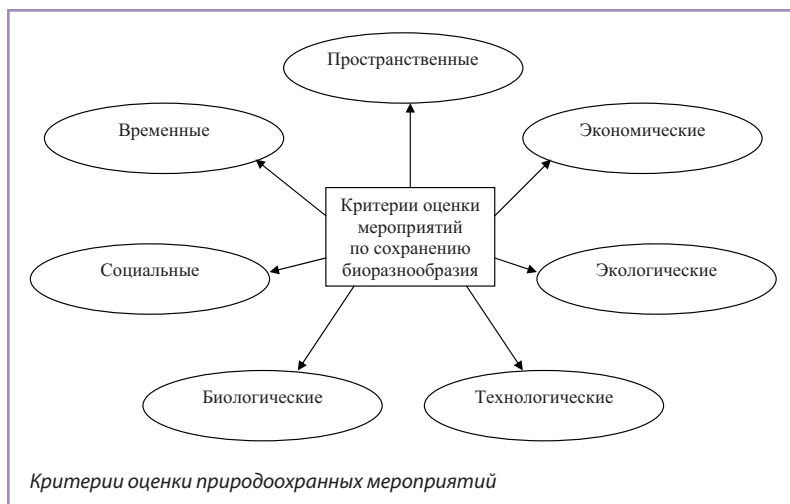 Пространственные
Временные
Экономические
Критерии оценки
мероприятий
по сохранению
биоразнообразия
Социальные
Экологические
Биологические
Технологические
Критерии оценки природоохранных мероприятий